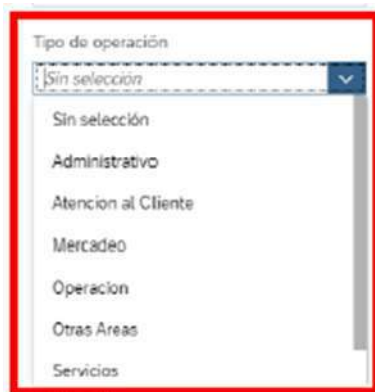 Tipo de operación
Sin selección
Sin selección
Administrativo
Atencion al Cliente
Mercadeo
Operacion
Otras Areas
Servicios